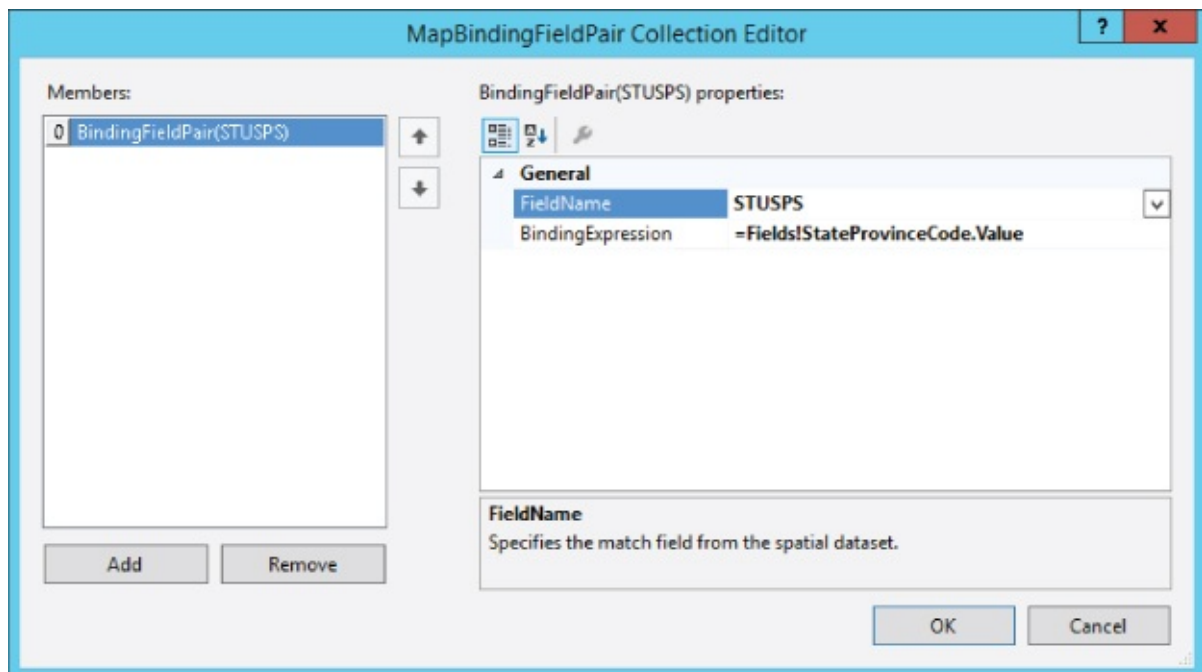 MapBindingFieldPair Collection Editor
? x
Members:
BindingFieldPair(STUSPS) properties:
0 BindingFieldPair(STUSPS)
General
FieldName STUSPS
BindingExpression =Fields!StateProvinceCode.Value
FieldName
Specifies the match field from the spatial dataset.
Add Remove
OK Cancel